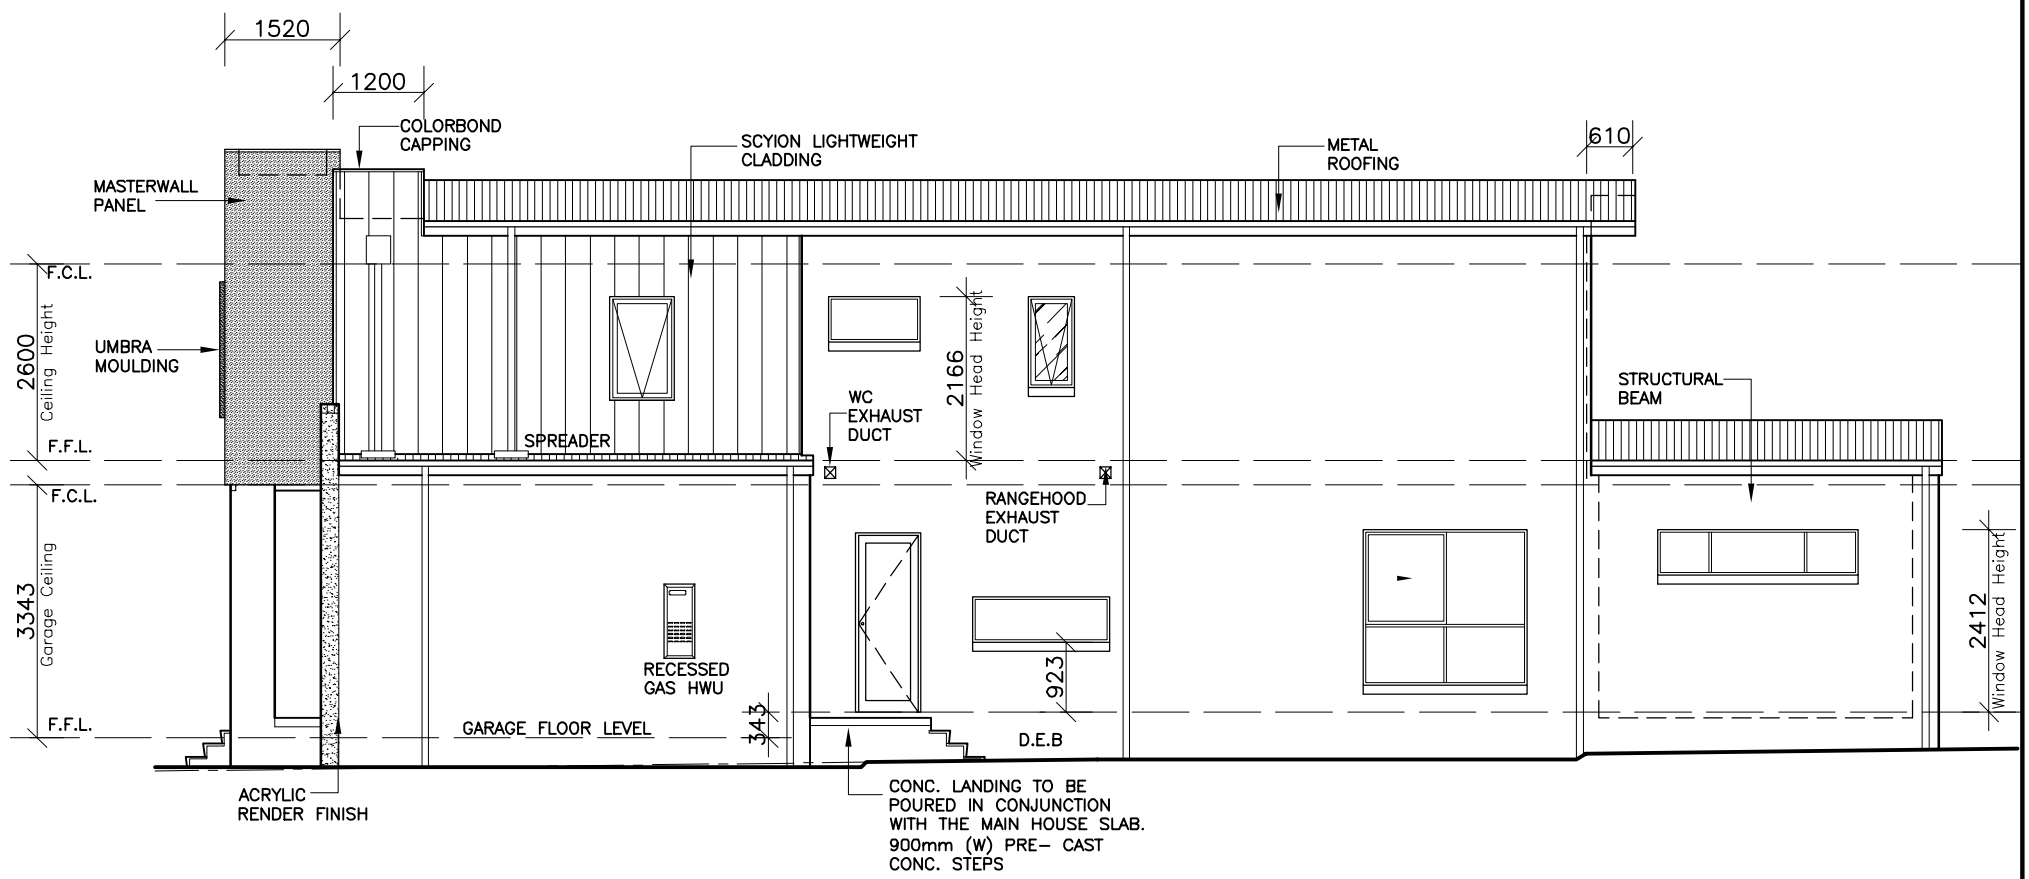 1520
1200
COLORBOND
CAPPING
SCYION LIGHTWEIGHT
CLADDING
METAL
ROOFING
610
MASTERWALL
PANEL
F.C.L.
2600
Ceiling Height
UMBRA
MOULDING
F.F.L.
2166
Window Head Height
WC
EXHAUST
DUCT
SPREADER
STRUCTURAL
BEAM
F.C.L.
RANGEHOOD
EXHAUST
DUCT
3343
Garage Ceiling
2412
Window Head Height
RECESSED
GAS HWU
923
343
F.F.L.
GARAGE FLOOR LEVEL
D.E.B
ACRYLIC
RENDER FINISH
CONC. LANDING TO BE
POURED IN CONJUNCTION
WITH THE MAIN HOUSE SLAB.
900mm (W) PRE- CAST
CONC. STEPS